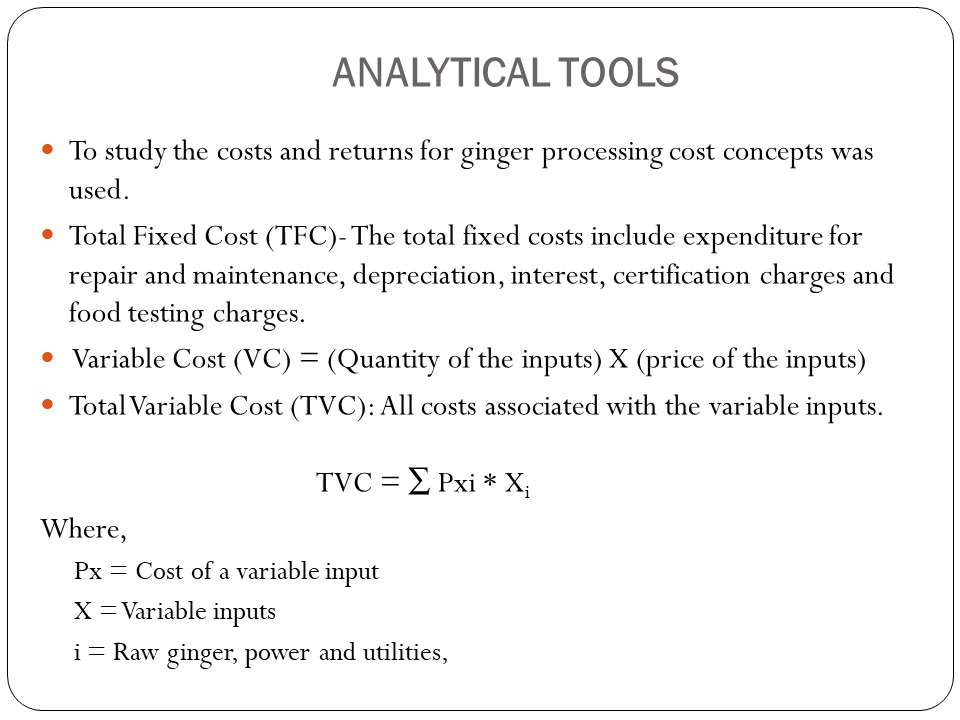 ANALYTICAL TOOLS
• To study the costs and returns for ginger processing cost concepts was
used.
• Total Fixed Cost (TFC)- The total fixed costs include expenditure for
repair and maintenance, depreciation, interest, certification charges and
food testing charges.
• Variable Cost (VC) = (Quantity of the inputs) X (price of the inputs)
• Total Variable Cost (TVC): All costs associated with the variable inputs.
TVC = ∑ Pxi * Xᵢ
Where,
Px = Cost of a variable input
X = Variable inputs
i = Raw ginger, power and utilities,